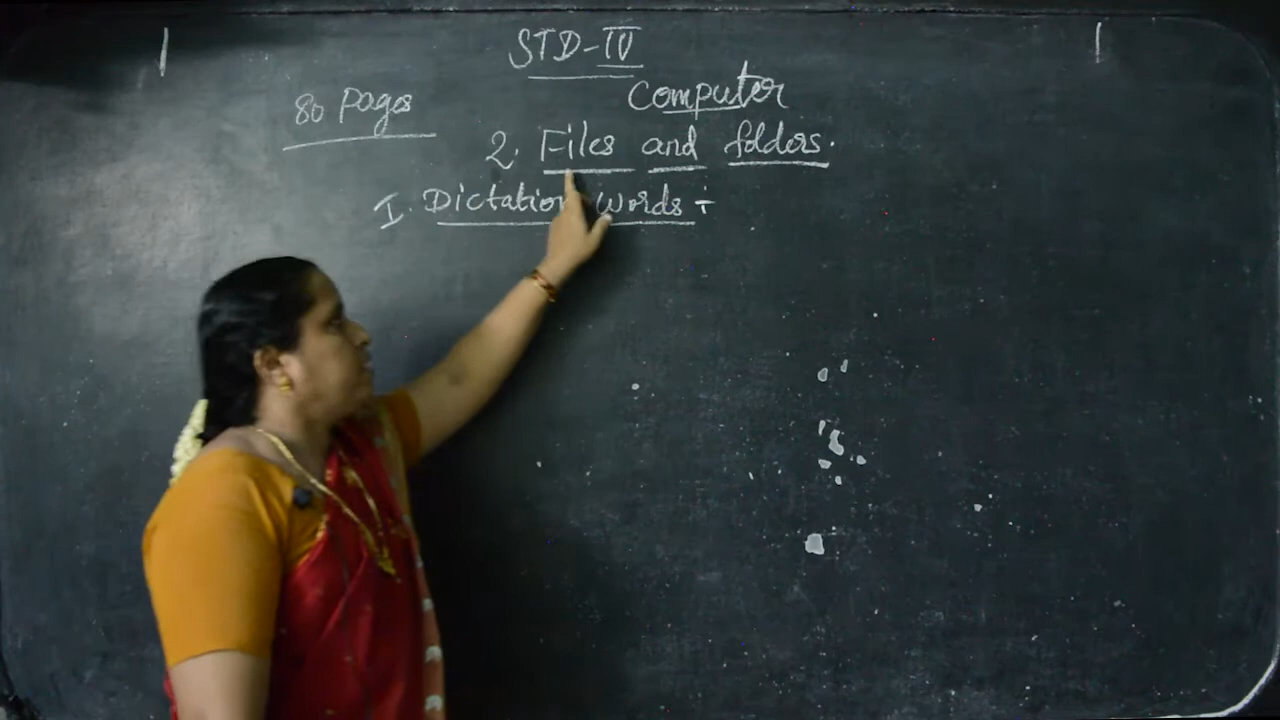 STD-IV
Computer
80 Pages
2. Files and folders.
I. Dictation words :-